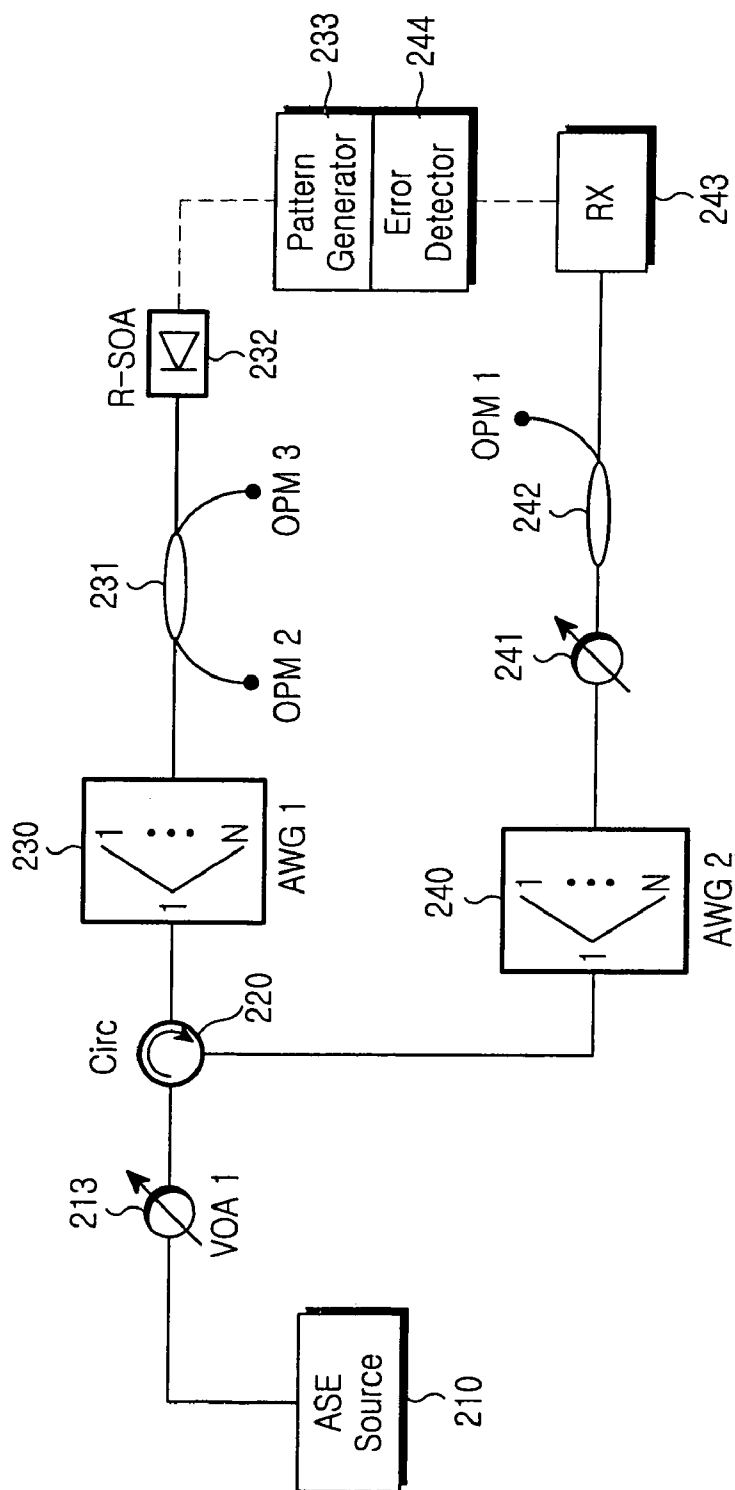 ASE
Source
210
213
VOA 1
Circ
220
230
1
1
•••
N
AWG 1
OPM 2
231
OPM 3
R-SOA
232
Pattern
Generator
233
Error
Detector
244
240
1
1
•••
N
AWG 2
241
242
OPM 1
RX
243